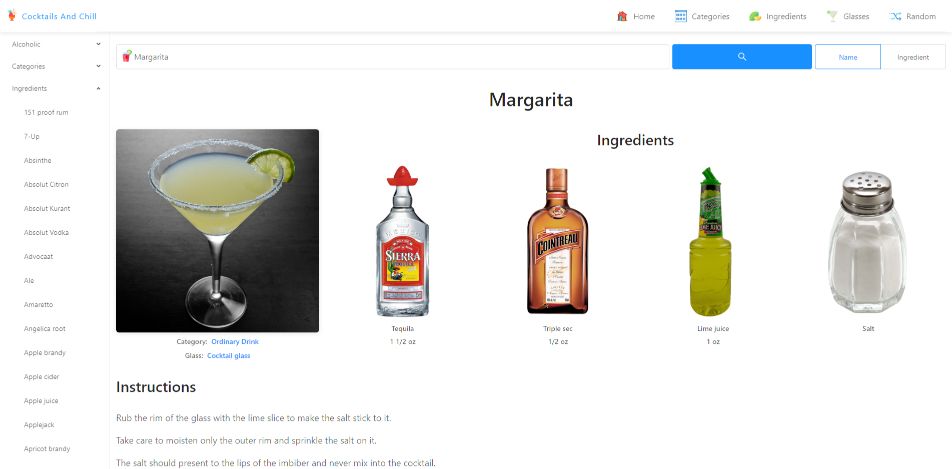 Cocktails And Chill
Home
Categories
Ingredients
Glasses
Random
Alcoholic
Categories
Ingredients
151 proof rum
7-Up
Absinthe
Absolut Citron
Absolut Kurant
Absolut Vodka
Advocaat
Ale
Amaretto
Angelica root
Apple brandy
Apple cider
Apple juice
Applejack
Apricot brandy
Margarita
Name
Ingredient
Margarita
Category: Ordinary Drink
Glass: Cocktail glass
Ingredients
SIERRA
COINTREAU
LIME JUICE
Tequila
1 1/2 oz
Triple sec
1/2 oz
Lime juice
1 oz
Salt
Instructions
Rub the rim of the glass with the lime slice to make the salt stick to it.
Take care to moisten only the outer rim and sprinkle the salt on it.
The salt should present to the lips of the imbiber and never mix into the cocktail.